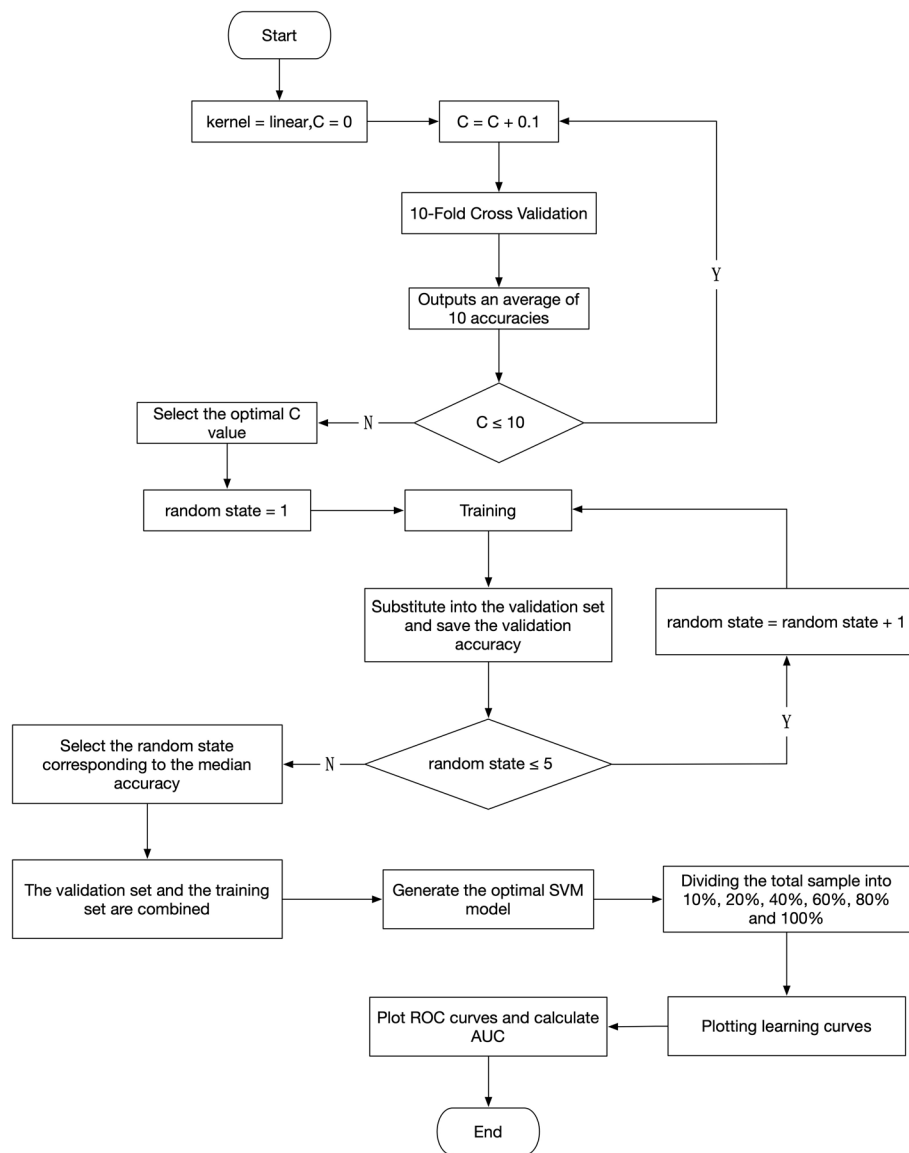 Start
kernel = linear,C = 0
C = C + 0.1
10-Fold Cross Validation
Y
Outputs an average of
10 accuracies
Select the optimal C
value
N
C ≤ 10
random state = 1
Training
Substitute into the validation set
and save the validation
accuracy
random state = random state + 1
Y
Select the random state
corresponding to the median
accuracy
N
random state ≤ 5
The validation set and the training
set are combined
Generate the optimal SVM
model
Dividing the total sample into
10%, 20%, 40%, 60%, 80%
and 100%
Plot ROC curves and calculate
AUC
Plotting learning curves
End